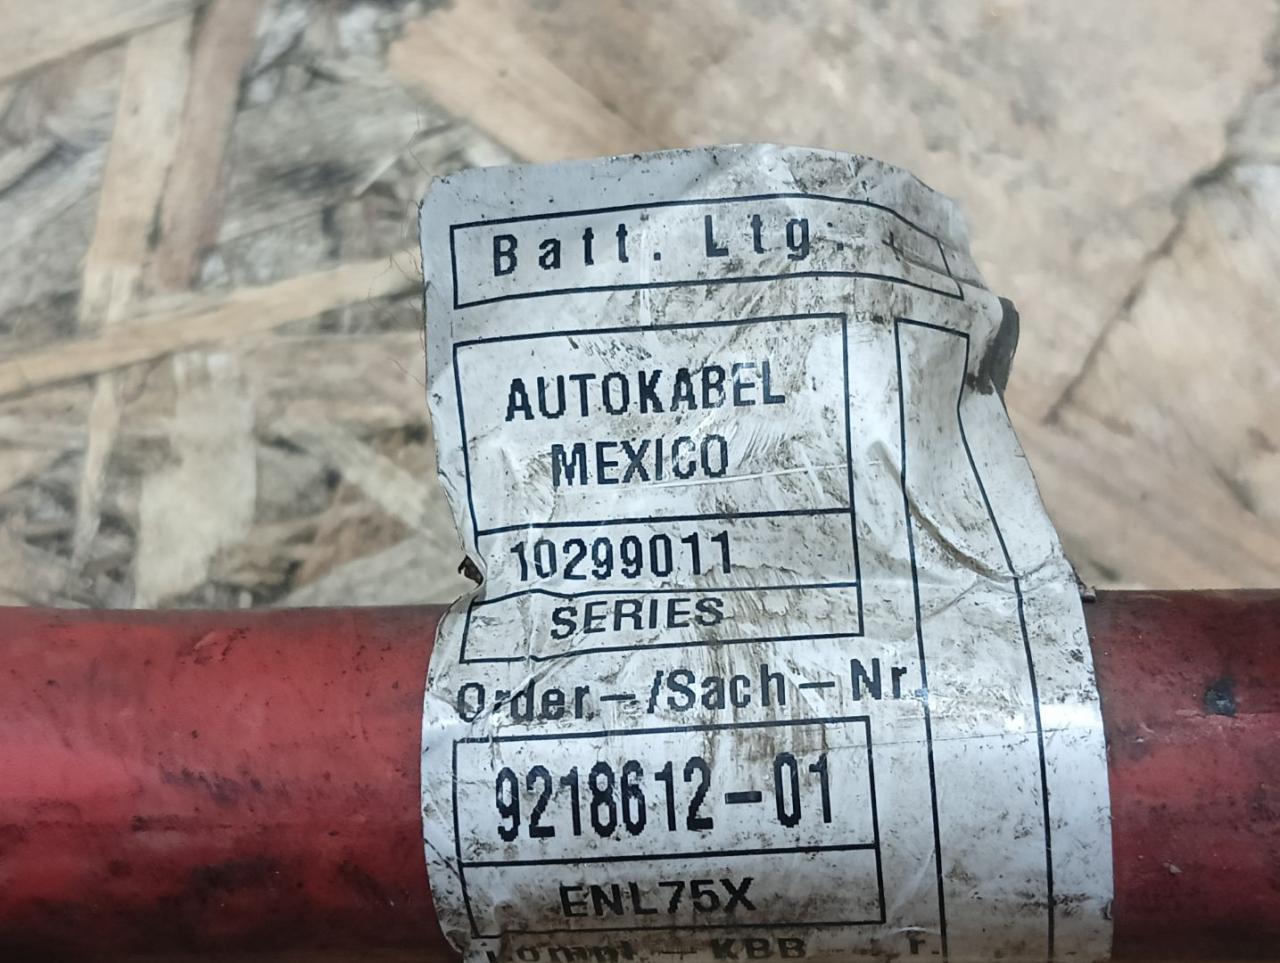 Batt. Ltg. +
AUTOKABEL
MEXICO
10299011
SERIES
Order-/Sach-Nr.
9218612-01
ENL75X